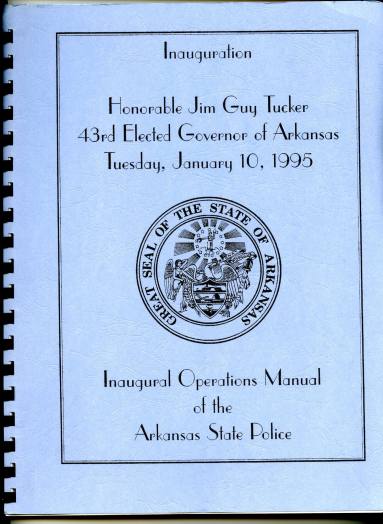 Inauguration
Honorable Jim Guy Tucker
43rd Elected Governor of Arkansas
Tuesday, January 10, 1995
GREAT SEAL OF THE STATE OF ARKANSAS
Inaugural Operations Manual
of the
Arkansas State Police